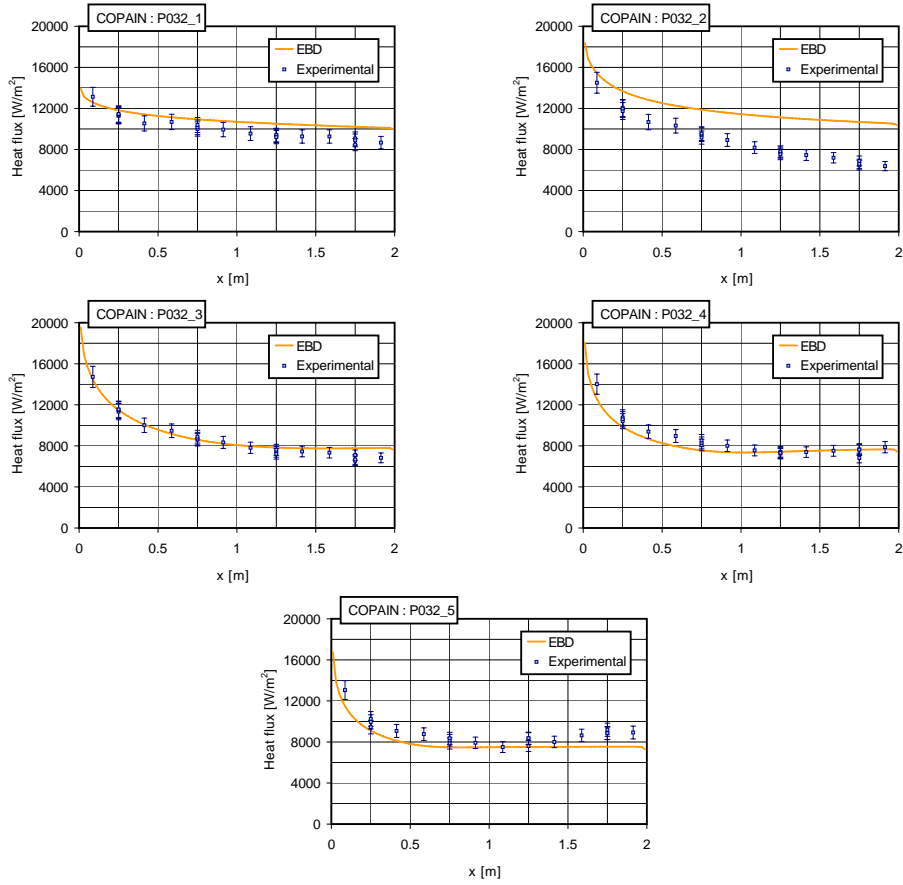 COPAIN : P032_1
20000
16000
12000
8000
4000
0
Heat flux [W/m²]
EBD
Experimental
0 0.5 1 1.5 2
x [m]
COPAIN : P032_2
20000
16000
12000
8000
4000
0
Heat flux [W/m²]
EBD
Experimental
0 0.5 1 1.5 2
x [m]
COPAIN : P032_3
20000
16000
12000
8000
4000
0
Heat flux [W/m²]
EBD
Experimental
0 0.5 1 1.5 2
x [m]
COPAIN : P032_4
20000
16000
12000
8000
4000
0
Heat flux [W/m²]
EBD
Experimental
0 0.5 1 1.5 2
x [m]
COPAIN : P032_5
20000
16000
12000
8000
4000
0
Heat flux [W/m²]
EBD
Experimental
0 0.5 1 1.5 2
x [m]